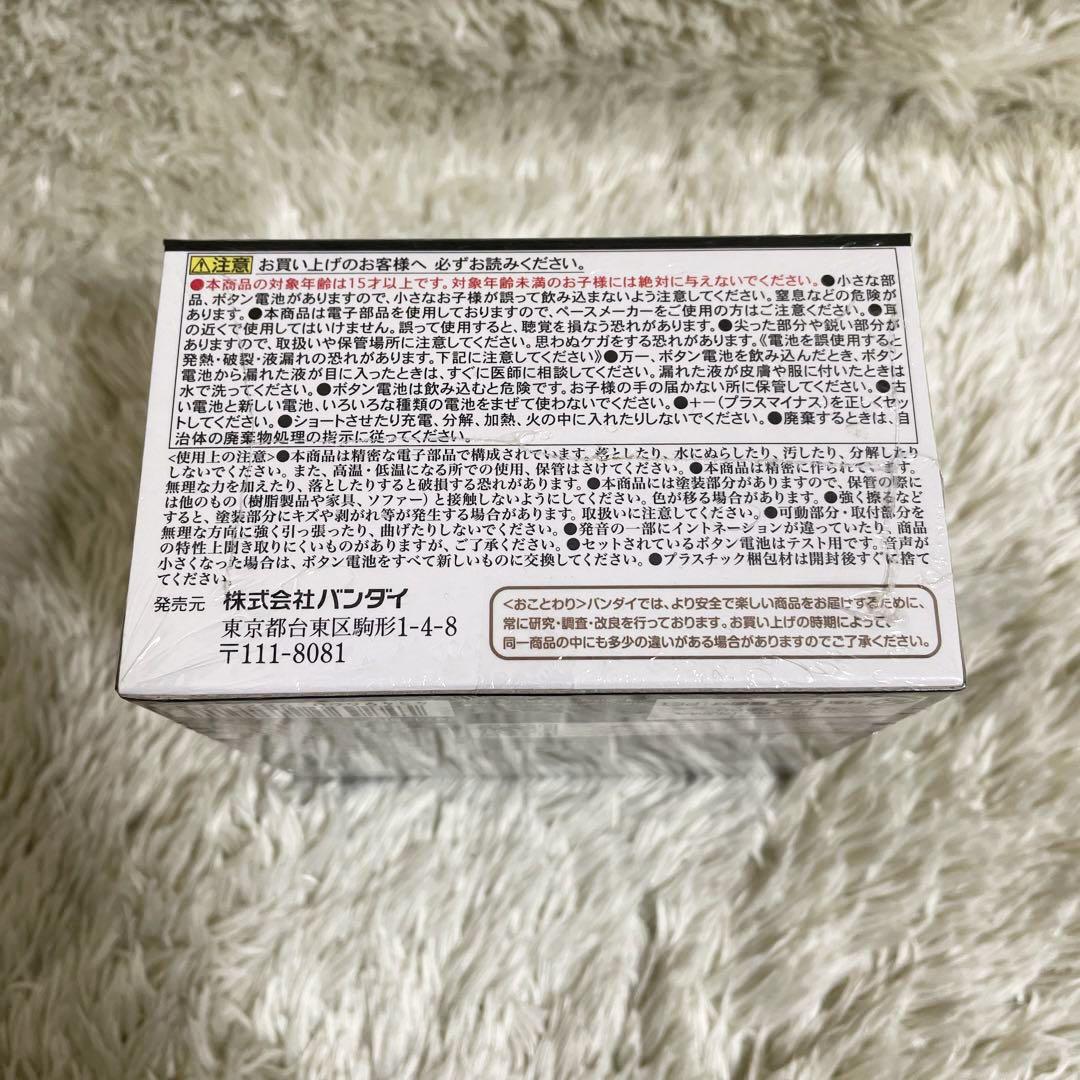 注意 お買い上げのお客様へ 必ずお読みください。
●本商品の対象年齢は15才以上です。対象年齢未満のお子様には絶対に与えないでください。●小さな部
品、ボタン電池がありますので、小さなお子様が誤って飲み込まないよう注意してください。窒息などの危険が
あります。●本商品は電子部品を使用しておりますので、ペースメーカーをご使用の方はご注意ください。●耳
の近くで使用してはいけません。誤って使用すると、聴覚を損なう恐れがあります。●尖った部分や鋭い部分が
ありますので、取扱いや保管場所に注意してください。思わぬケガをする恐れがあります。《電池を誤使用すると
発熱・破裂・液漏れの恐れがあります。下記に注意してください》●万一、ボタン電池を飲み込んだとき、ボタン
電池から漏れた液が目に入ったときは、すぐに医師に相談してください。漏れた液が皮膚や服に付いたときは
水で洗ってください。●ボタン電池は飲み込むと危険です。お子様の手の届かない所に保管してください。●古
い電池と新しい電池、いろいろな種類の電池をまぜて使わないでください。●+-(プラスマイナス)を正しくセッ
トしてください。●ショートさせたり充電、分解、加熱、火の中に入れたりしないでください。●廃棄するときは、自
治体の廃棄物処理の指示に従ってください。
<使用上の注意>●本商品は精密な電子部品で構成されています。落としたり、水にぬらしたり、汚したり、分解したり
しないでください。また、高温・低温になる所での使用、保管はさけてください。●本商品は精密に作られています。
無理な力を加えたり、落としたりすると破損する恐れがあります。●本商品には塗装部分がありますので、保管の際に
は他のもの(樹脂製品や家具、ソファー)と接触しないようにしてください。色が移る場合があります。●強く擦るなど
すると、塗装部分にキズや剥がれ等が発生する場合があります。取扱いに注意してください。●可動部分・取付部分を
無理な方向に強く引っ張ったり、曲げたりしないでください。●発音の一部にイントネーションが違っていたり、商品
の特性上聞き取りにくいものがありますが、ご了承ください。●セットされているボタン電池はテスト用です。音声が
小さくなった場合は、ボタン電池をすべて新しいものに交換してください。●プラスチック梱包材は開封後すぐに捨て
てください。
発売元 株式会社バンダイ
東京都台東区駒形1-4-8
〒111-8081
<おことわり>バンダイでは、より安全で楽しい商品をお届けするために、
常に研究・調査・改良を行っております。お買い上げの時期によって、
同一商品の中にも多少の違いがある場合がありますのでご了承ください。